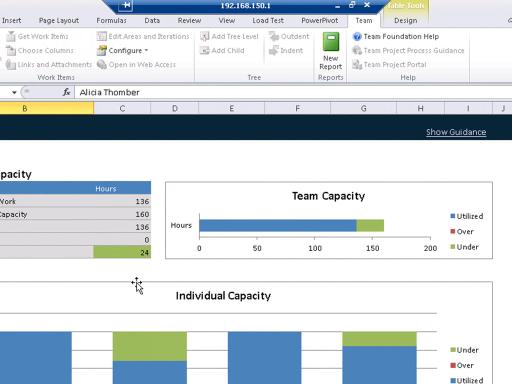 192.168.150.1
Table Tools
Insert Page Layout Formulas Data Review View Load Test PowerPivot Team Design
Get Work Items
Choose Columns
Links and Attachments
Work Items
Publish
Edit Areas and Iterations
Configure
Open in Web Access
Add Tree Level
Add Child
Outdent
Indent
Tree
New
Report
Reports
Team Foundation Help
Team Project Process Guidance
Team Project Portal
Help
fx Alicia Thomber
B C D E F G H I J
Show Guidance
pacity
Hours
Work 136
Capacity 160
136
0
24
Team Capacity
Hours
0 50 100 150 200
Utilized
Over
Under
Individual Capacity
Under
Over
Utilized